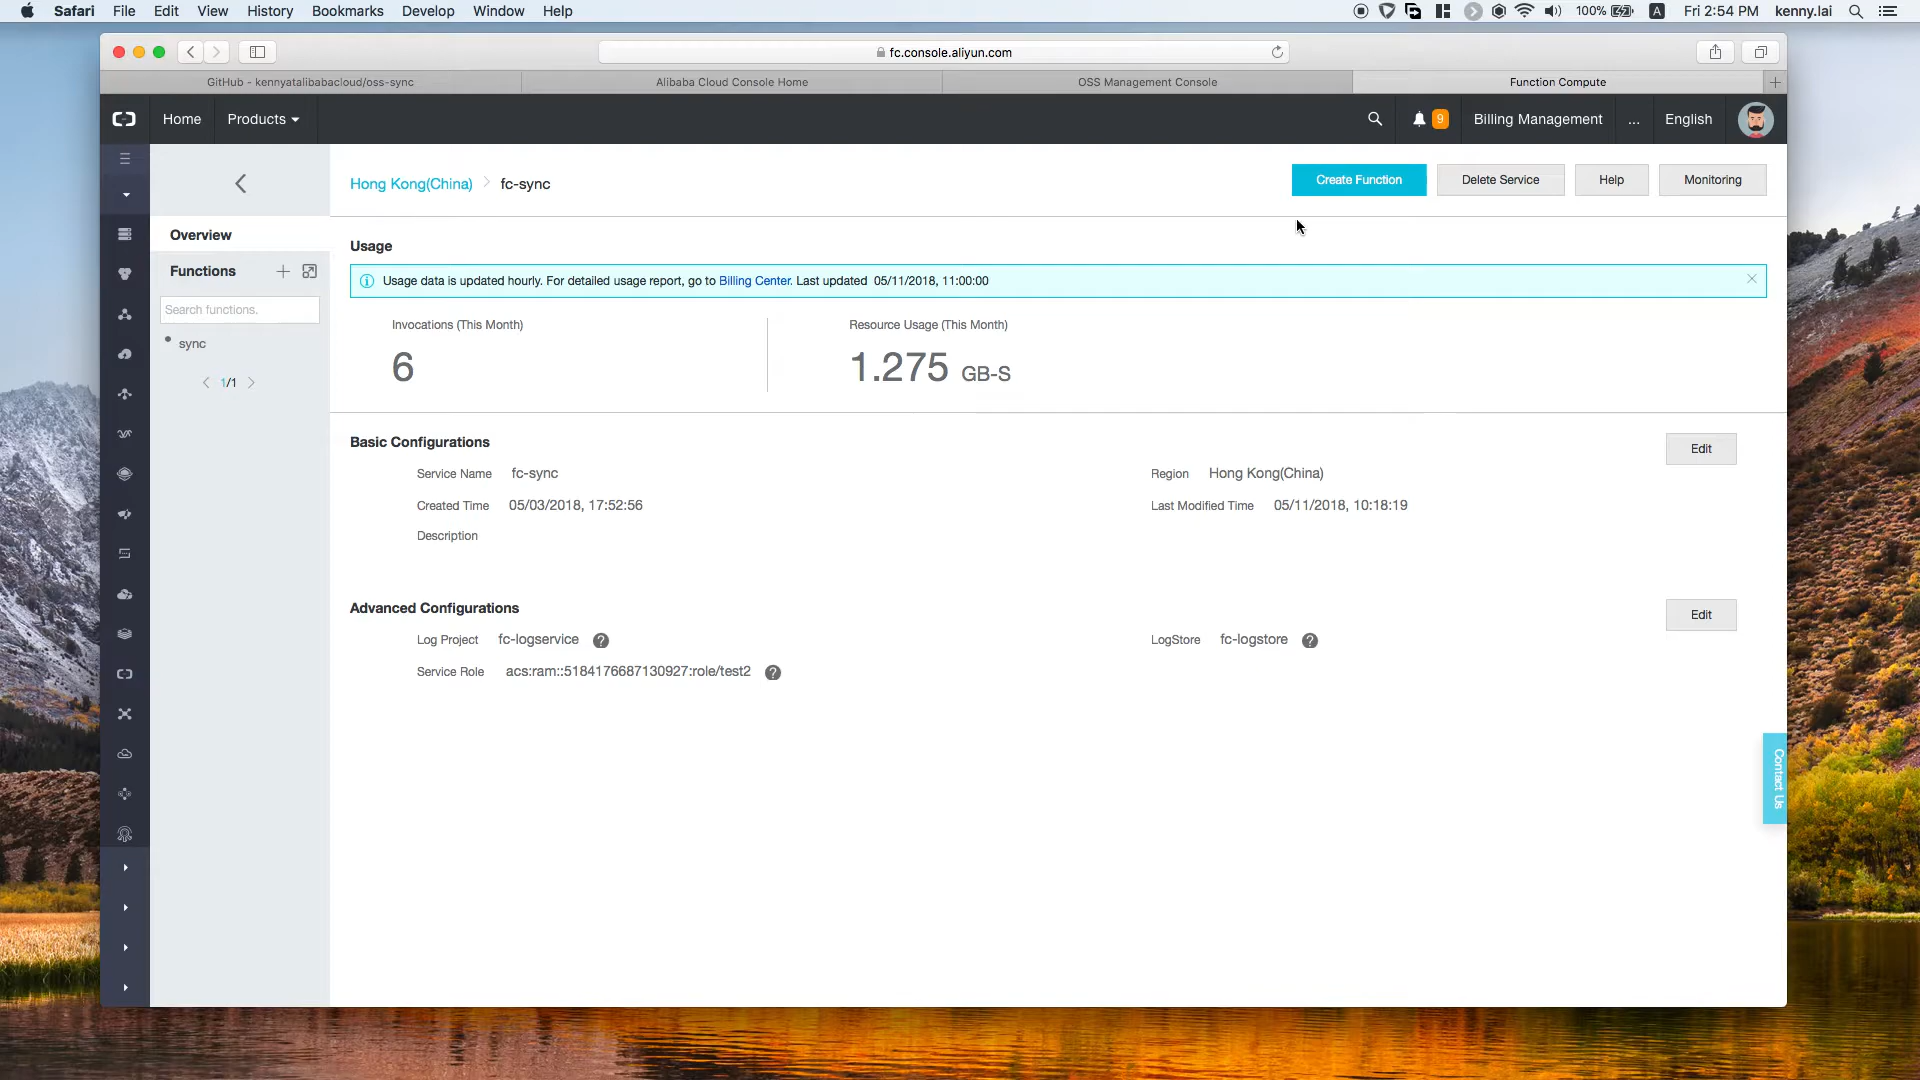 Safari File Edit View History Bookmarks Develop Window Help 100% A Fri 2:54 PM kenny.lai
fc.console.aliyun.com
GitHub - kennyatalibabacloud/oss-sync Alibaba Cloud Console Home OSS Management Console Function Compute
Home Products 9 Billing Management ... English
Hong Kong(China) fc-sync Create Function Delete Service Help Monitoring
Overview
Functions
Search functions.
sync
1/1
Usage
Usage data is updated hourly. For detailed usage report, go to Billing Center. Last updated 05/11/2018, 11:00:00
Invocations (This Month) Resource Usage (This Month)
6 1.275 GB-S
Basic Configurations Edit
Service Name fc-sync Region Hong Kong(China)
Created Time 05/03/2018, 17:52:56 Last Modified Time 05/11/2018, 10:18:19
Description
Advanced Configurations Edit
Log Project fc-logservice ? LogStore fc-logstore ?
Service Role acs:ram::5184176687130927:role/test2 ?
Contact Us